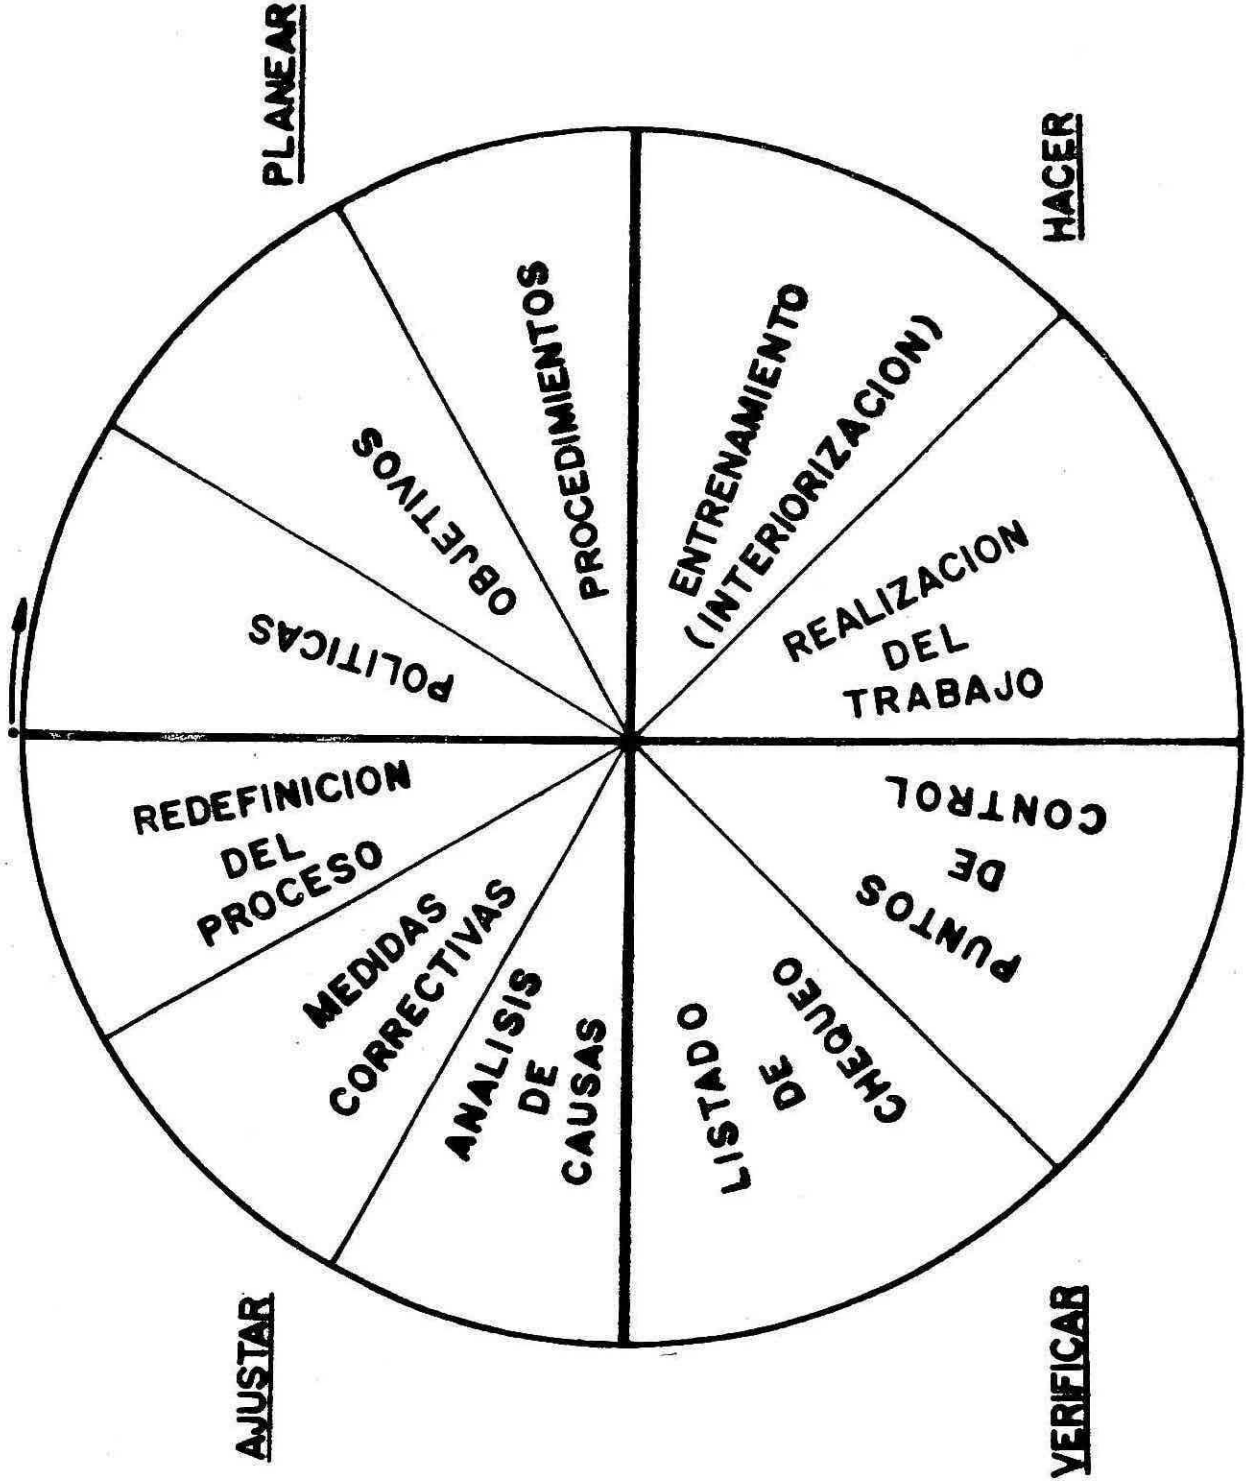 PLANEAR
POLITICAS
OBJETIVOS
PROCEDIMIENTOS
HACER
ENTRENAMIENTO
(INTERIORIZACION)
REALIZACION
DEL
TRABAJO
VERIFICAR
PUNTOS
DE
CONTROL
LISTADO
DE
CHEQUEO
AJUSTAR
ANALISIS
DE
CAUSAS
MEDIDAS
CORRECTIVAS
REDEFINICION
DEL
PROCESO